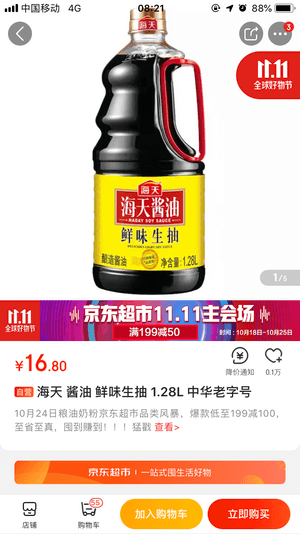 中国移动 4G
08:21
88%
3
11.11
全球好物节
海天
海天
海天酱油
HADAY SOY SAUCE
鲜味生抽
酿造酱油
净含量:1.28L
1/5
11.11
全球好物节
京东超市11.11主会场
满199减50
时间:10月18日-10月25日
¥16.80
降价通知
0.1万
自营 海天 酱油 鲜味生抽 1.28L 中华老字号
10月24日粮油奶粉京东超市品类风暴，爆款低至199减100，
至省至真，囤到赚到！！！猛戳 查看>
京东超市 一站式囤生活好物
店铺
55
购物车
加入购物车
立即购买